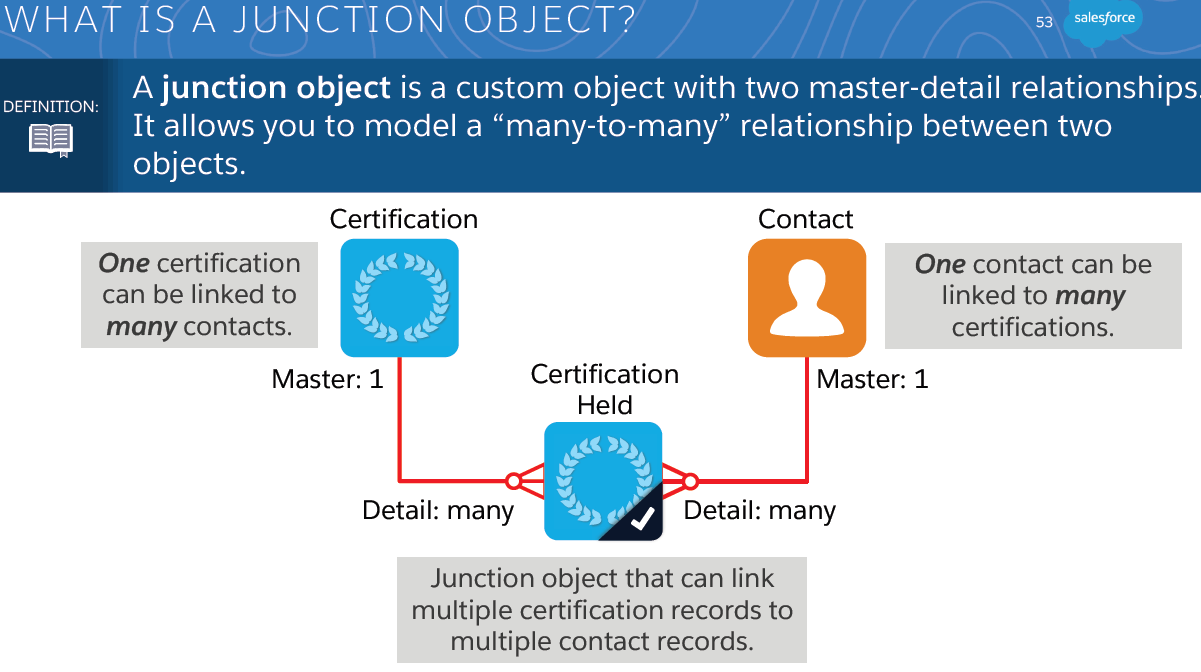 WHAT IS A JUNCTION OBJECT?
53
salesforce
DEFINITION:
A junction object is a custom object with two master-detail relationships.
It allows you to model a “many-to-many” relationship between two
objects.
Certification
Contact
One certification
can be linked to
many contacts.
One contact can be
linked to many
certifications.
Master: 1
Certification
Held
Master: 1
Detail: many
Detail: many
Junction object that can link
multiple certification records to
multiple contact records.